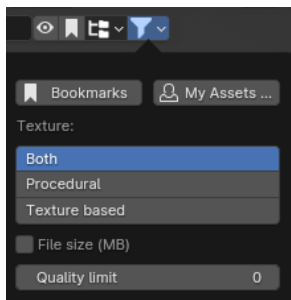 Bookmarks
My Assets ...
Texture:
Both
Procedural
Texture based
File size (MB)
Quality limit 0